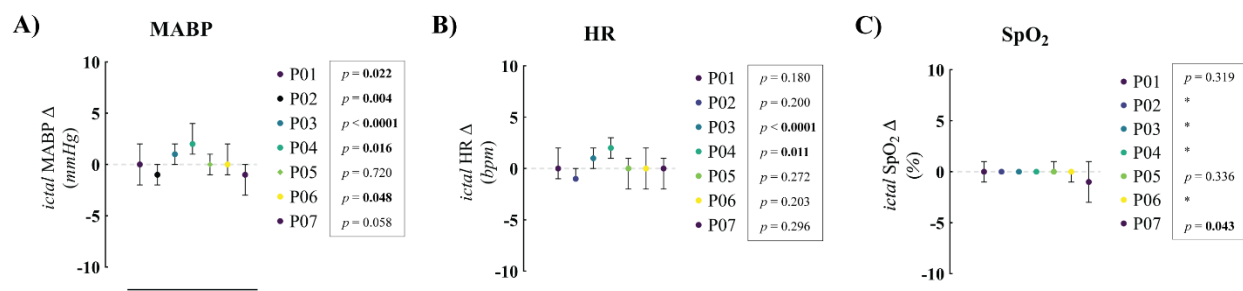 A)
MABP
ictal MABP Δ
(mmHg)
10
5
0
-5
-10
P01 p = 0.022
P02 p = 0.004
P03 p < 0.0001
P04 p = 0.016
P05 p = 0.720
P06 p = 0.048
P07 p = 0.058
B)
HR
ictal HR Δ
(bpm)
10
5
0
-5
-10
P01 p = 0.180
P02 p = 0.200
P03 p < 0.0001
P04 p = 0.011
P05 p = 0.272
P06 p = 0.203
P07 p = 0.296
C)
SpO₂
ictal SpO₂ Δ
(%)
10
5
0
-5
-10
P01 p = 0.319
P02 *
P03 *
P04 *
P05 p = 0.336
P06 *
P07 p = 0.043